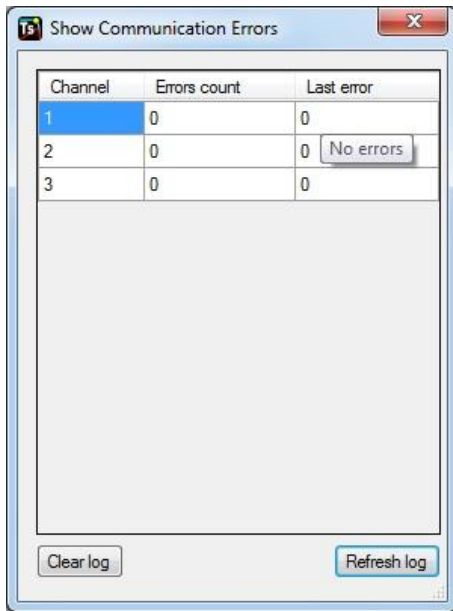 Ts Show Communication Errors
Channel Errors count Last error
1 0 0
2 0 0 No errors
3 0 0
Clear log Refresh log